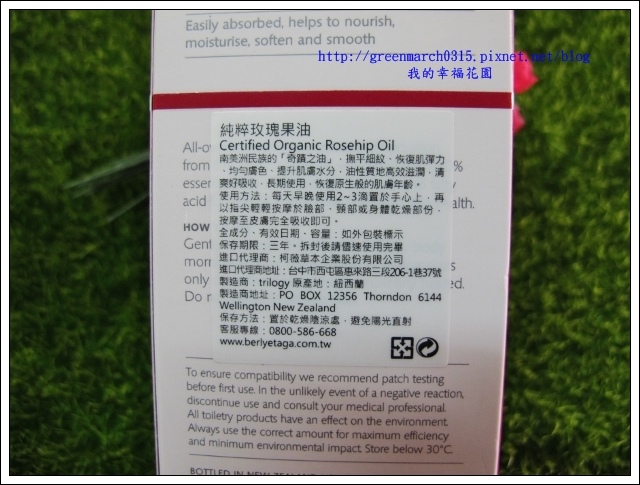 Easily absorbed, helps to nourish,
moisturise, soften and smooth
http://greenmarch0315.pixnet.net/blog
我的幸福花園
純粹玫瑰果油
Certified Organic Rosehip Oil
南美洲民族的「奇蹟之油」，撫平細紋、恢復肌彈力
、均勻膚色、提升肌膚水分，油性質地高效滋潤，清
爽好吸收，長期使用，恢復原生般的肌膚年齡。
使用方法：每天早晚使用2~3滴置於手心上，再
以指尖輕輕按摩於臉部、頸部或身體乾燥部份、
按摩至皮膚完全吸收即可。
全成分、有效日期、容量：如外包裝標示
保存期限：三年。拆封後請儘速使用完畢
進口代理商：柯薇草本企業股份有限公司
進口代理商地址：台中市西屯區惠來路三段206-1巷37號
製造商：trilogy 原產地：紐西蘭
製造商地址：PO BOX 12356 Thorndon 6144
Wellington New Zealand
保存方法：置於乾燥陰涼處，避免陽光直射
客服專線：0800-586-668
www.berlyetaga.com.tw
All-ov
from
essen
acid
HOW
Gent
morn
only
Do n
%
y
alth.
s
ed.
To ensure compatibility we recommend patch testing
before first use. In the unlikely event of a negative reaction,
discontinue use and consult your medical professional.
All toiletry products have an effect on the environment.
Always use the correct amount for maximum efficiency
and minimum environmental impact. Store below 30°C.
BOTTLED IN NEW ZEALAND